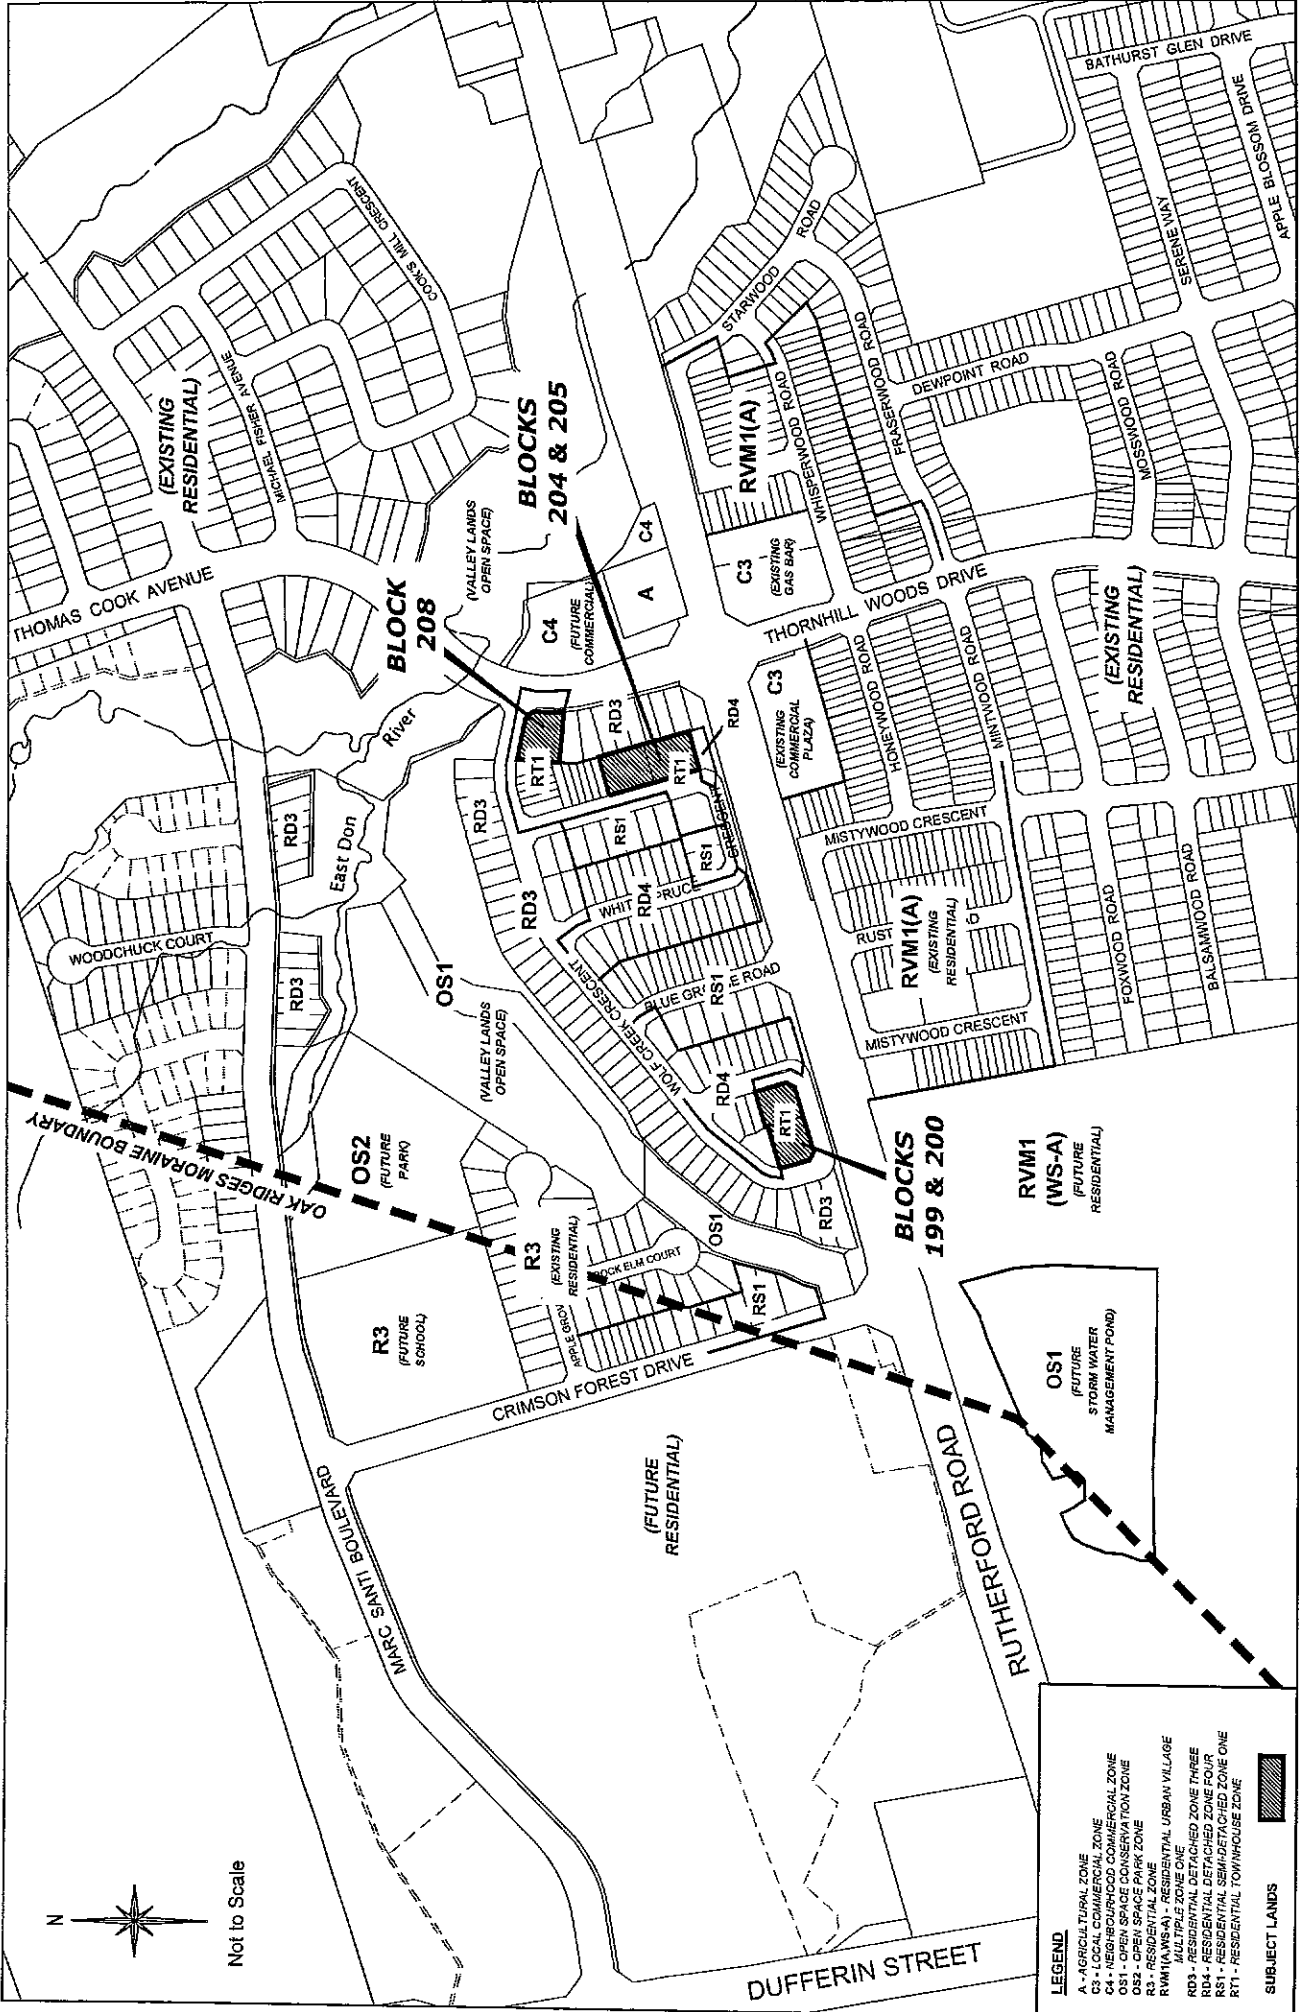 N
Not to Scale
THOMAS COOK AVENUE
(EXISTING
RESIDENTIAL)
MICHAEL FISHER AVENUE
COOK'S MILL CRESCENT
BLOCK
208
(VALLEY LANDS
OPEN SPACE)
BLOCKS
204 & 205
C4
(FUTURE
COMMERCIAL)
A
C4
RT1
RD3
RT1
RD4
RD3
RS1
RS1
CRESCENT
RD3
RD4
East Don
River
RD3
RD3
WOODCHUCK COURT
OS1
(VALLEY LANDS
OPEN SPACE)
WOLF CREEK CRESCENT
RS1
RD4
RT1
RD3
BLOCKS
199 & 200
OAK RIDGES MORAINE BOUNDARY
OS2
(FUTURE
PARK)
R3
(FUTURE
SCHOOL)
R3
(EXISTING
RESIDENTIAL)
OS1
RS1
CRIMSON FOREST DRIVE
MARC SANTI BOULEVARD
(FUTURE
RESIDENTIAL)
RUTHERFORD ROAD
DUFFERIN STREET
STARWOOD
ROAD
RVM1(A)
WHISPERWOOD ROAD
FRASERWOOD ROAD
DEWPOINT ROAD
MOSSWOOD ROAD
SERENE WAY
BATHURST GLEN DRIVE
APPLE BLOSSOM DRIVE
C3
(EXISTING
GAS BAR)
THORNHILL WOODS DRIVE
C3
(EXISTING
COMMERCIAL
PLAZA)
HONEYWOOD ROAD
MINTWOOD ROAD
(EXISTING
RESIDENTIAL)
MISTYWOOD CRESCENT
RVM1(A)
(EXISTING
RESIDENTIAL)
MISTYWOOD CRESCENT
FOXWOOD ROAD
BALSAMWOOD ROAD
RVM1
(WS-A)
(FUTURE
RESIDENTIAL)
OS1
(FUTURE
STORM WATER
MANAGEMENT POND)
LEGEND
A - AGRICULTURAL ZONE
C3 - LOCAL COMMERCIAL ZONE
C4 - NEIGHBOURHOOD COMMERCIAL ZONE
OS1 - OPEN SPACE CONSERVATION ZONE
OS2 - OPEN SPACE PARK ZONE
R3 - RESIDENTIAL ZONE
RVM1(A,WS-A) - RESIDENTIAL URBAN VILLAGE
MULTIPLE ZONE ONE
RD3 - RESIDENTIAL DETACHED ZONE THREE
RD4 - RESIDENTIAL DETACHED ZONE FOUR
RS1 - RESIDENTIAL SEMI-DETACHED ZONE ONE
RT1 - RESIDENTIAL TOWNHOUSE ZONE
SUBJECT LANDS